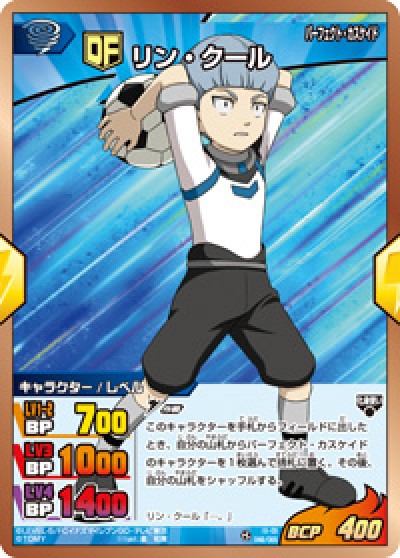 DF リン・クール
パーフェクト・カスケイド
キャラクター / レベル
LV1-2 BP 700
LV3 BP 1000
LV4 BP 1400
このキャラクターを手札からフィールドに出した
とき、自分の山札からパーフェクト・カスケイド
のキャラクターを1枚選んで捨札に置く。その後、
自分の山札をシャッフルする。
リン・クール「…。」
©TOMY
BCP 400